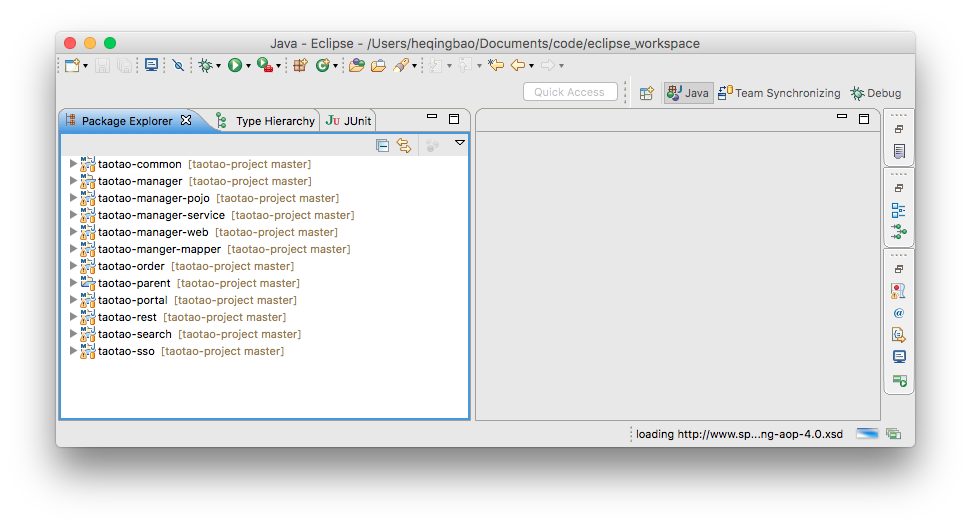 Java - Eclipse - /Users/heqingbao/Documents/code/eclipse_workspace
Quick Access
Java
Team Synchronizing
Debug
Package Explorer
Type Hierarchy
JUnit
taotao-common [taotao-project master]
taotao-manager [taotao-project master]
taotao-manager-pojo [taotao-project master]
taotao-manager-service [taotao-project master]
taotao-manager-web [taotao-project master]
taotao-manger-mapper [taotao-project master]
taotao-order [taotao-project master]
taotao-parent [taotao-project master]
taotao-portal [taotao-project master]
taotao-rest [taotao-project master]
taotao-search [taotao-project master]
taotao-sso [taotao-project master]
loading http://www.sp...ng-aop-4.0.xsd